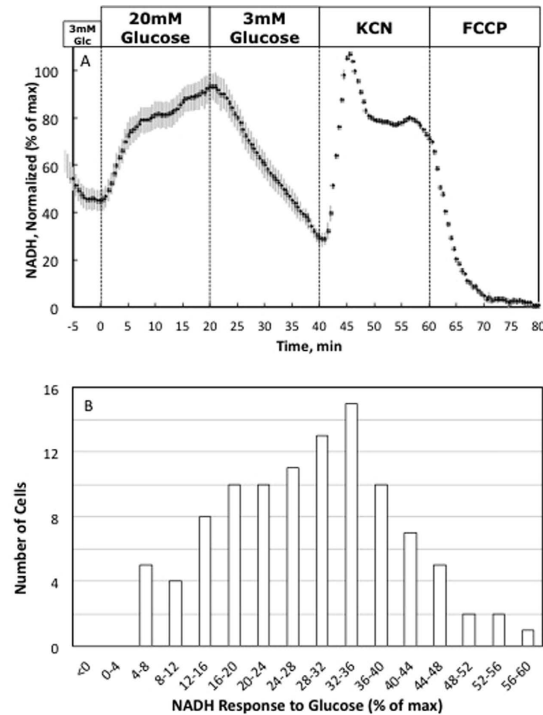 3mM
Glc
20mM
Glucose
3mM
Glucose
KCN
FCCP
A
NADH, Normalized (% of max)
100
80
60
40
20
0
-5 0 5 10 15 20 25 30 35 40 45 50 55 60 65 70 75 80
Time, min
B
Number of Cells
16
12
8
4
0
<0 0-4 4-8 8-12 12-16 16-20 20-24 24-28 28-32 32-36 36-40 40-44 44-48 48-52 52-56 56-60
NADH Response to Glucose (% of max)